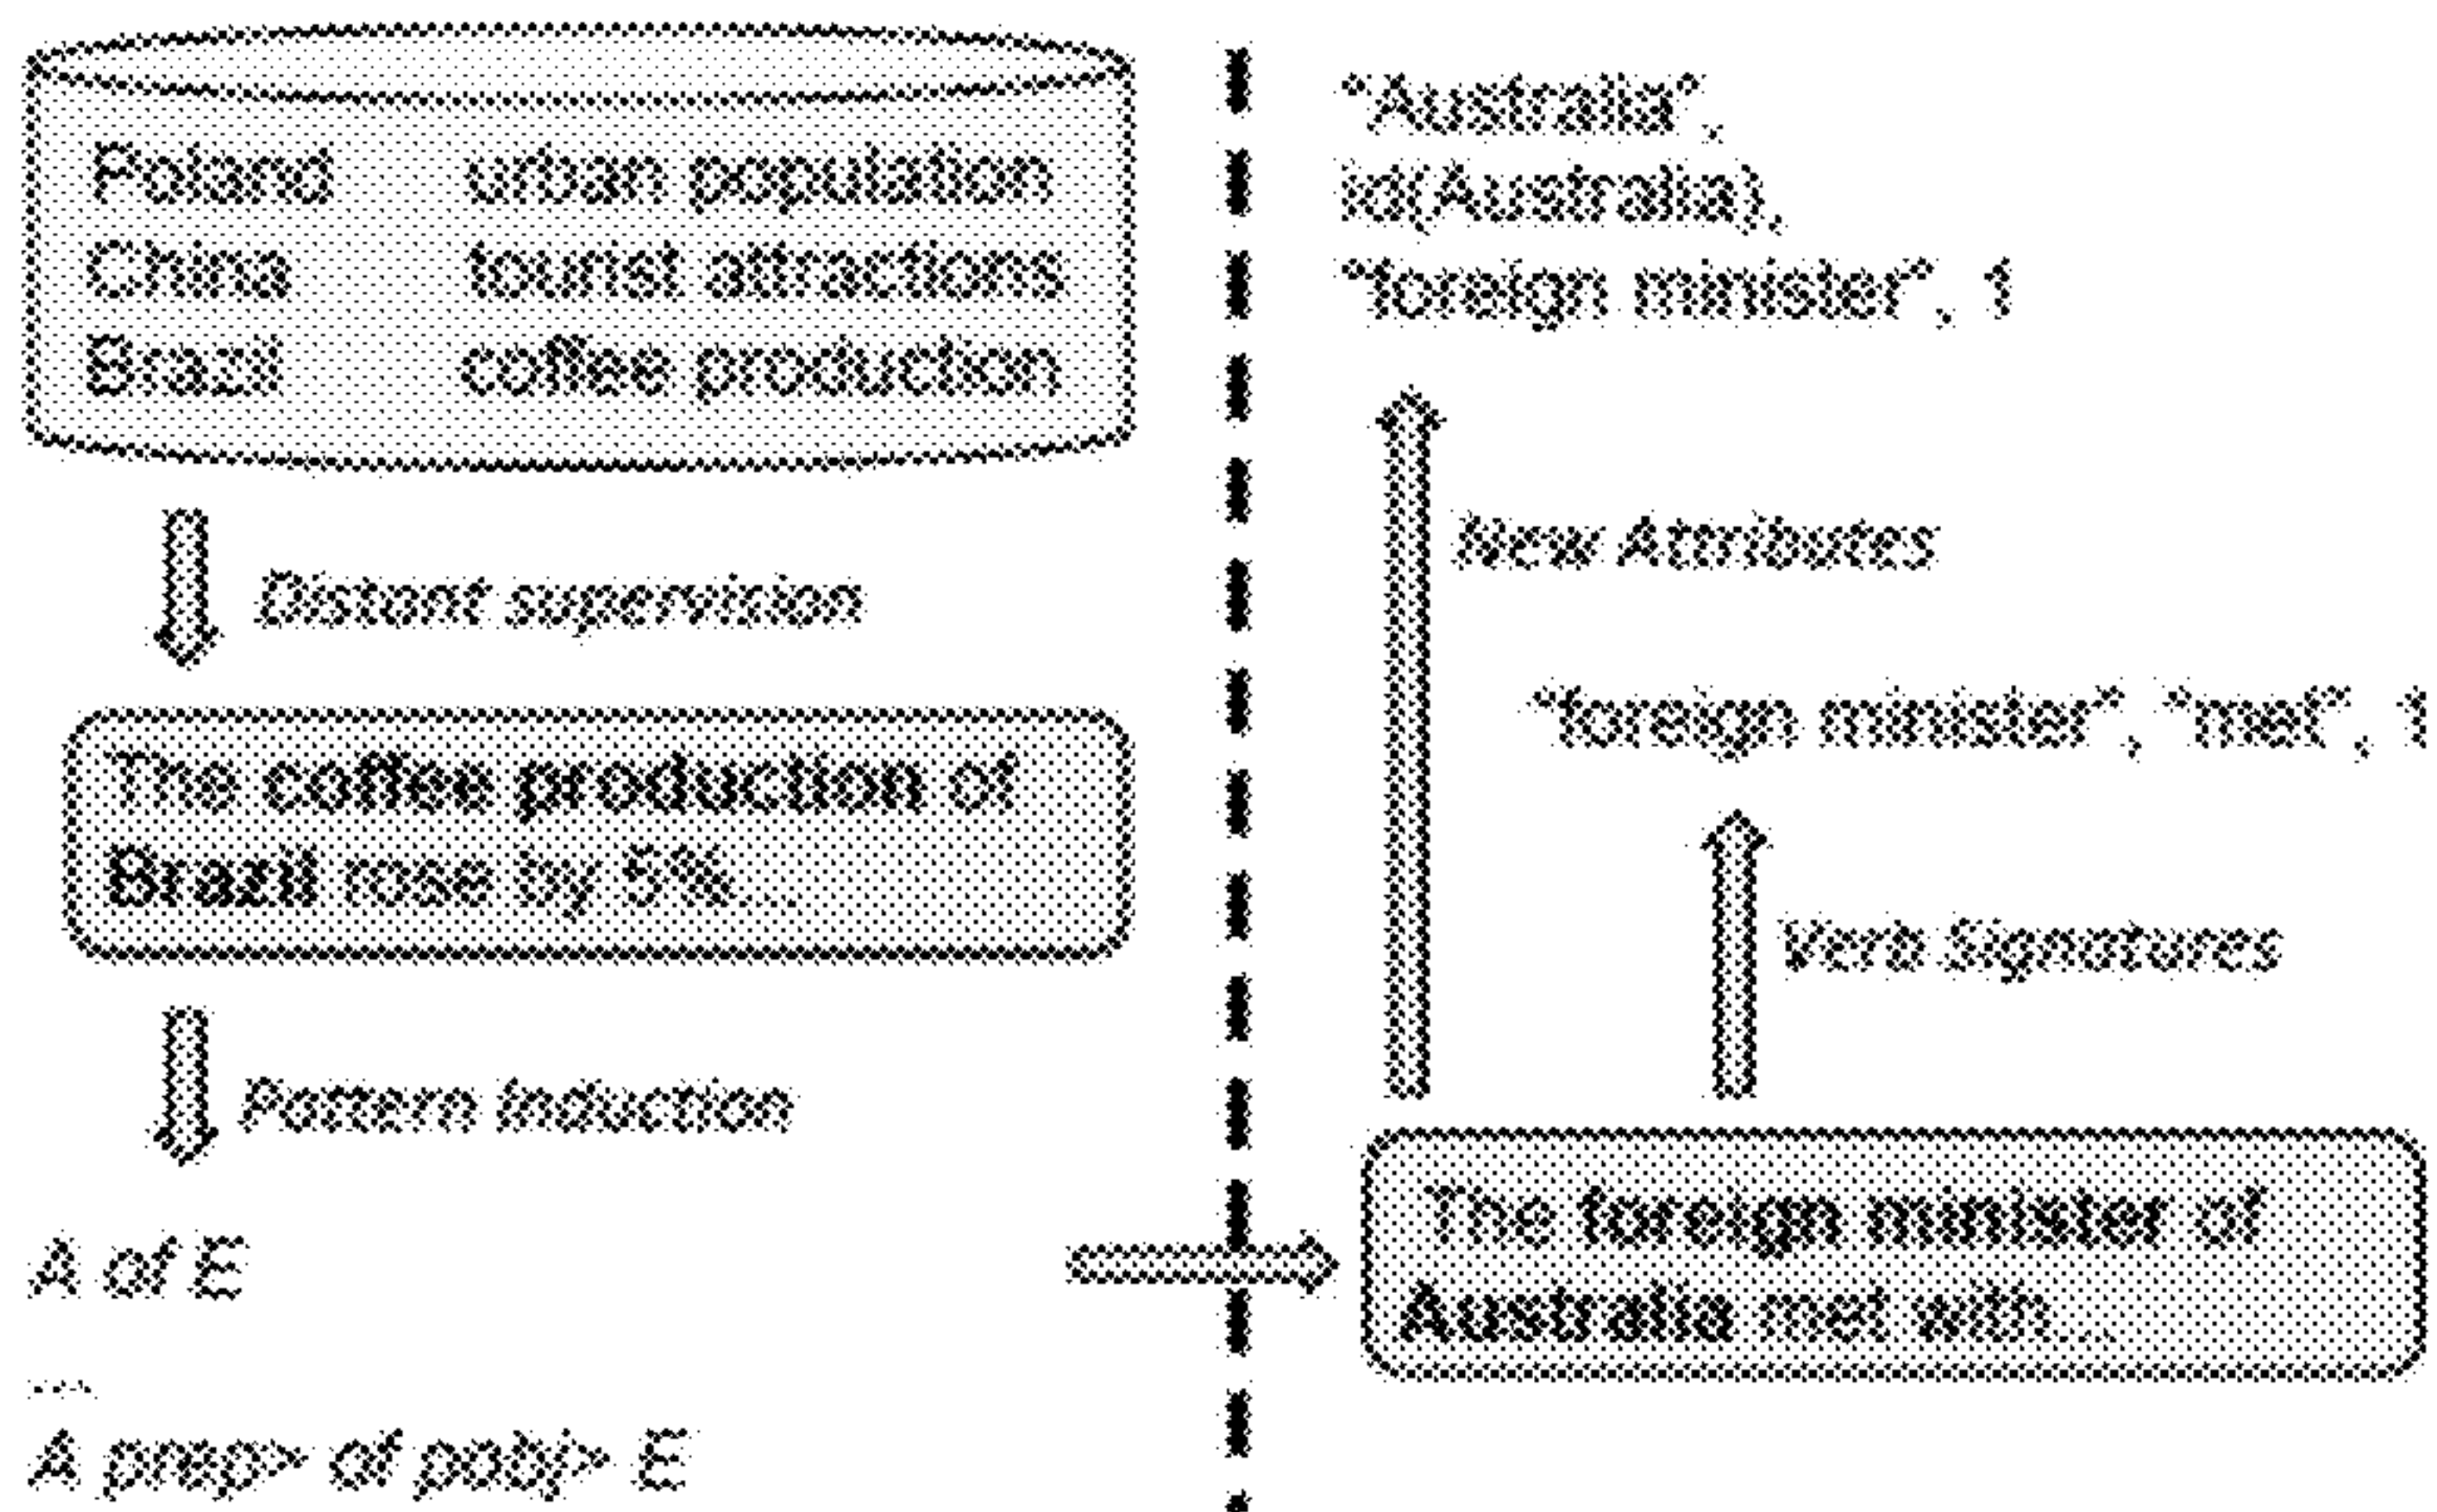 Poland urban population
China tourist attractions
Brazil coffee production
Distant supervision
The coffee production of
Brazil rose by 5%...
Pattern Induction
A of E
...
A prep> of pobj> E
"Australia",
id(Australia),
"foreign minister", 1
New Attributes
"foreign minister", "met", 1
Verb Signatures
The foreign minister of
Australia met with...